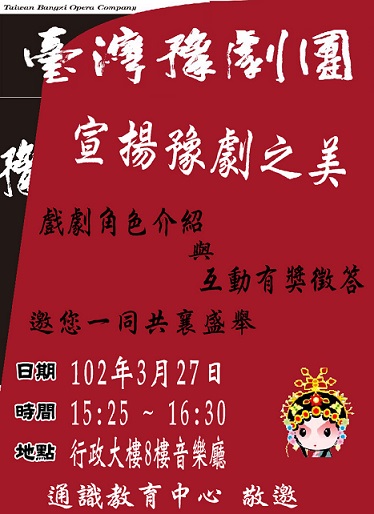 Taiwan Bangzi Opera Company
臺灣豫劇團
豫
宣揚豫劇之美
戲劇角色介紹
與
互動有獎徵答
邀您一同共襄盛舉
日期 102年3月27日
時間 15:25 ~ 16:30
地點 行政大樓8樓音樂廳
通識教育中心 敬邀